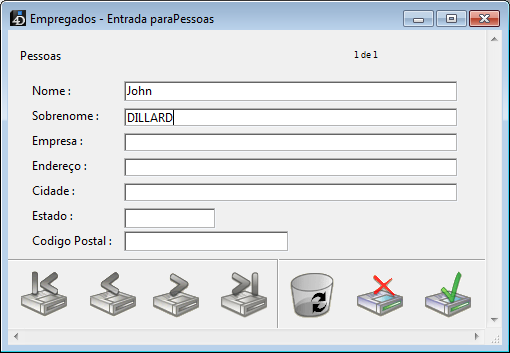 Empregados - Entrada paraPessoas
Pessoas 1 de 1
Nome : John
Sobrenome : DILLARD
Empresa :
Endereço :
Cidade :
Estado :
Codigo Postal :